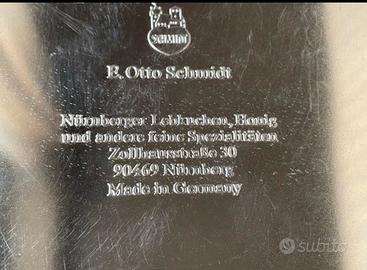 SCHMIDT
E. Otto Schmidt
Nürnberger Lebkuchen, Honig
und andere feine Spezialitäten
Zollhausstraße 30
90469 Nürnberg
Made in Germany
subito